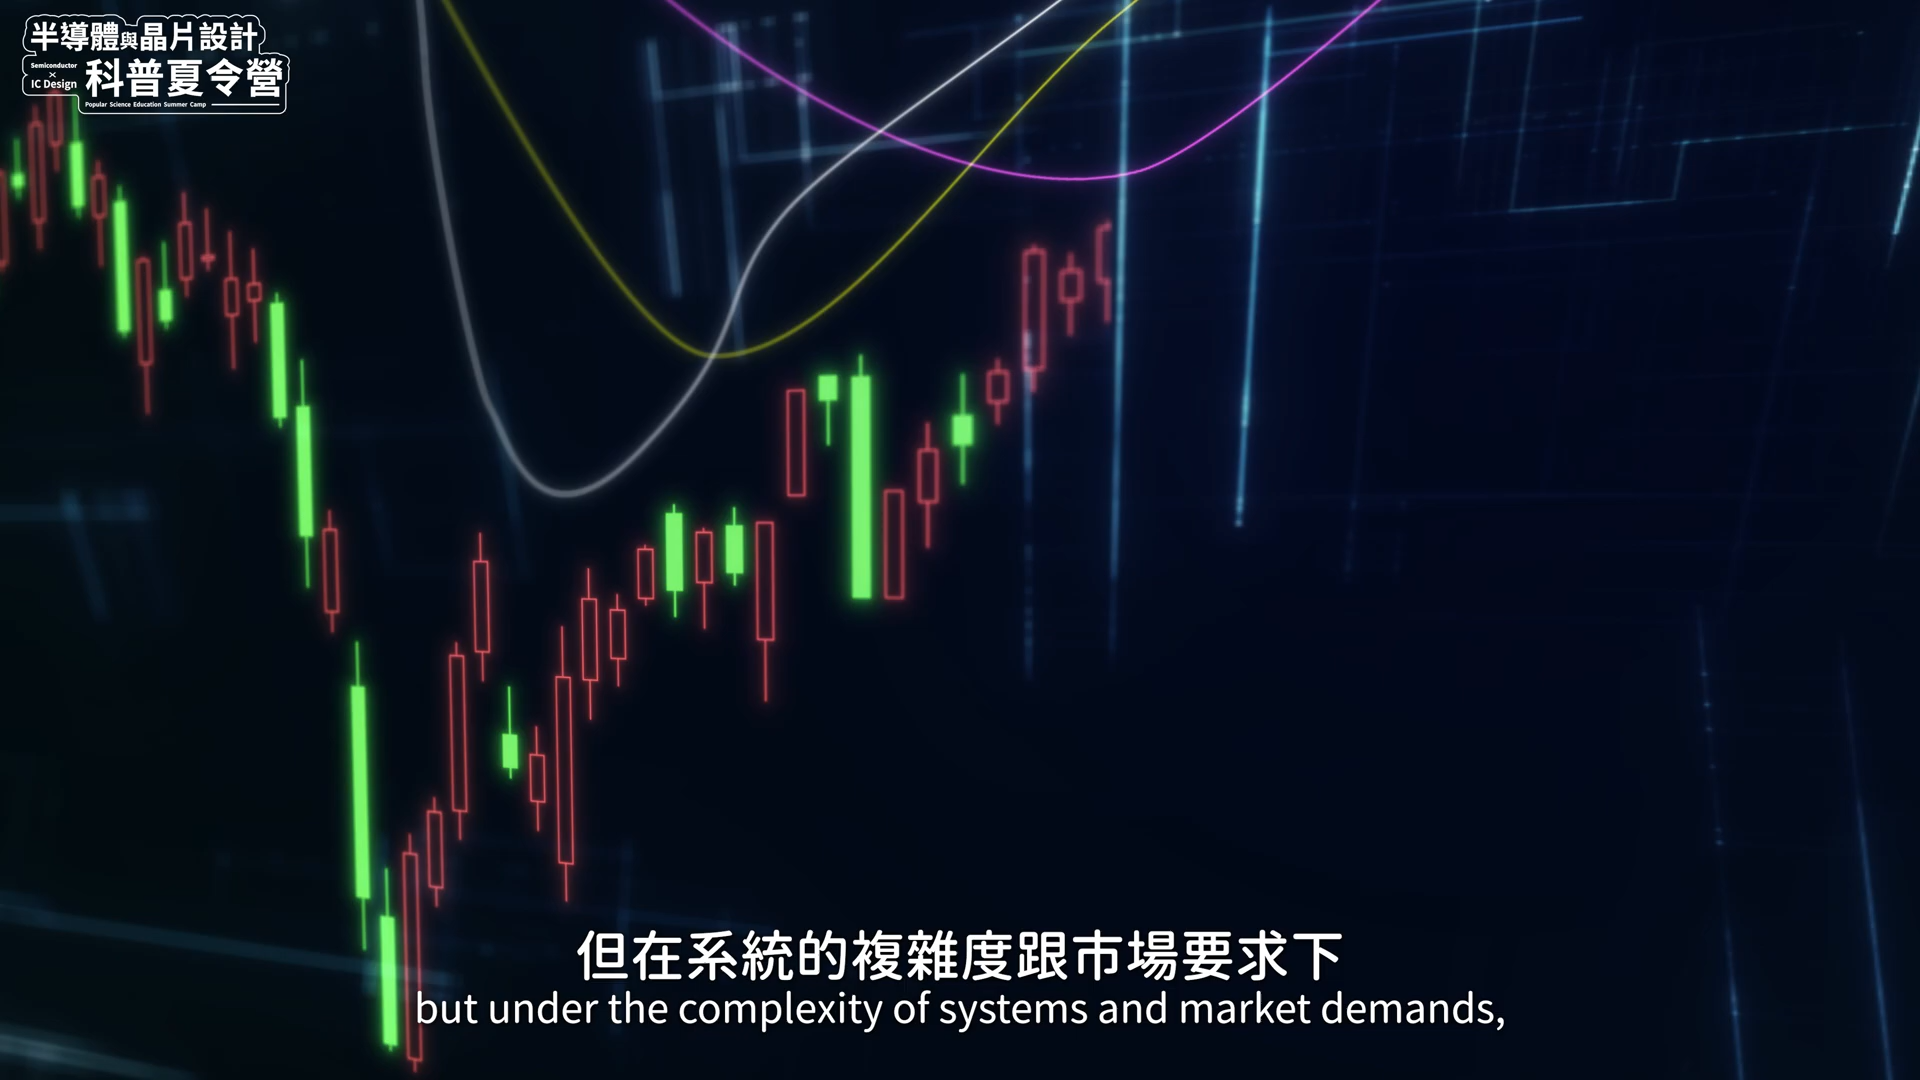 半導體與晶片設計
Semiconductor
×
IC Design
科普夏令營
Popular Science Education Summer Camp
但在系統的複雜度跟市場要求下
but under the complexity of systems and market demands,